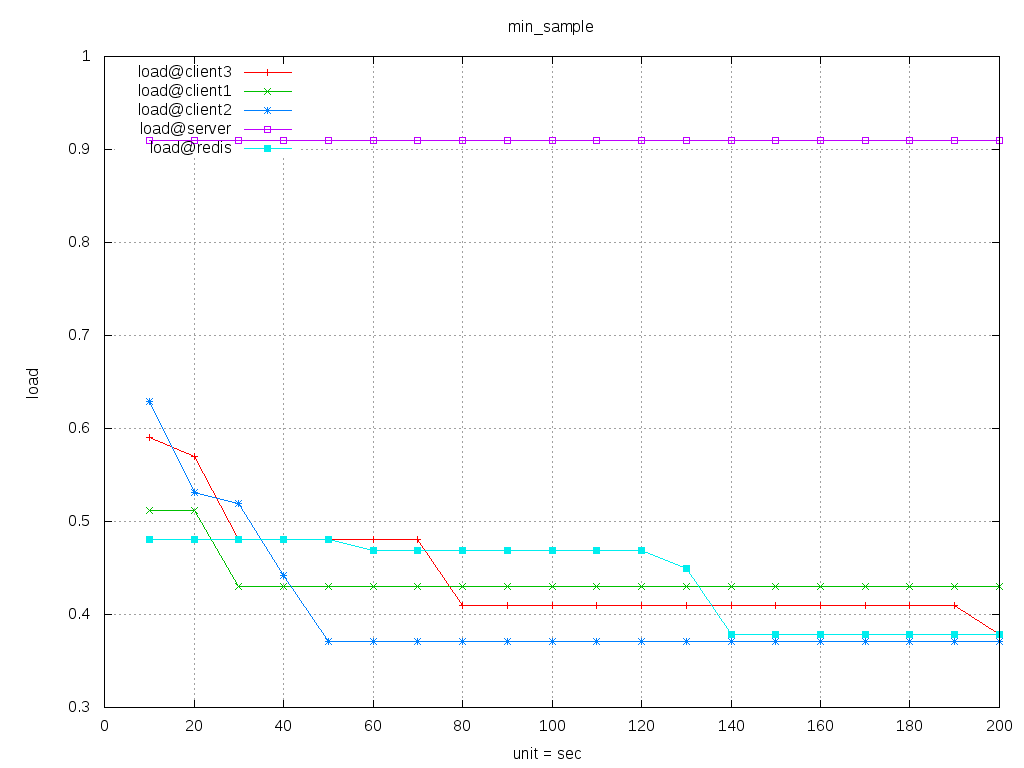 min_sample
load@client3
load@client1
load@client2
load@server
load@redis
1
0.9
0.8
0.7
0.6
0.5
0.4
0.3
load
0 20 40 60 80 100 120 140 160 180 200
unit = sec